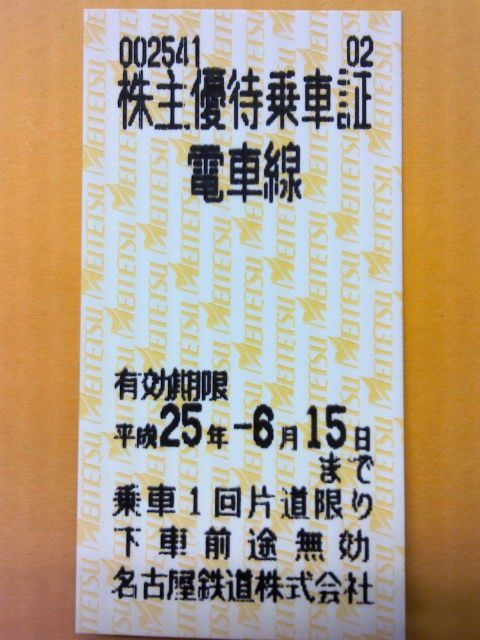 002541 02
株主優待乗車証
電車線
有効期限
平成25年-6月15日
まで
乗車1回片道限り
下車前途無効
名古屋鉄道株式会社
MEITETSU